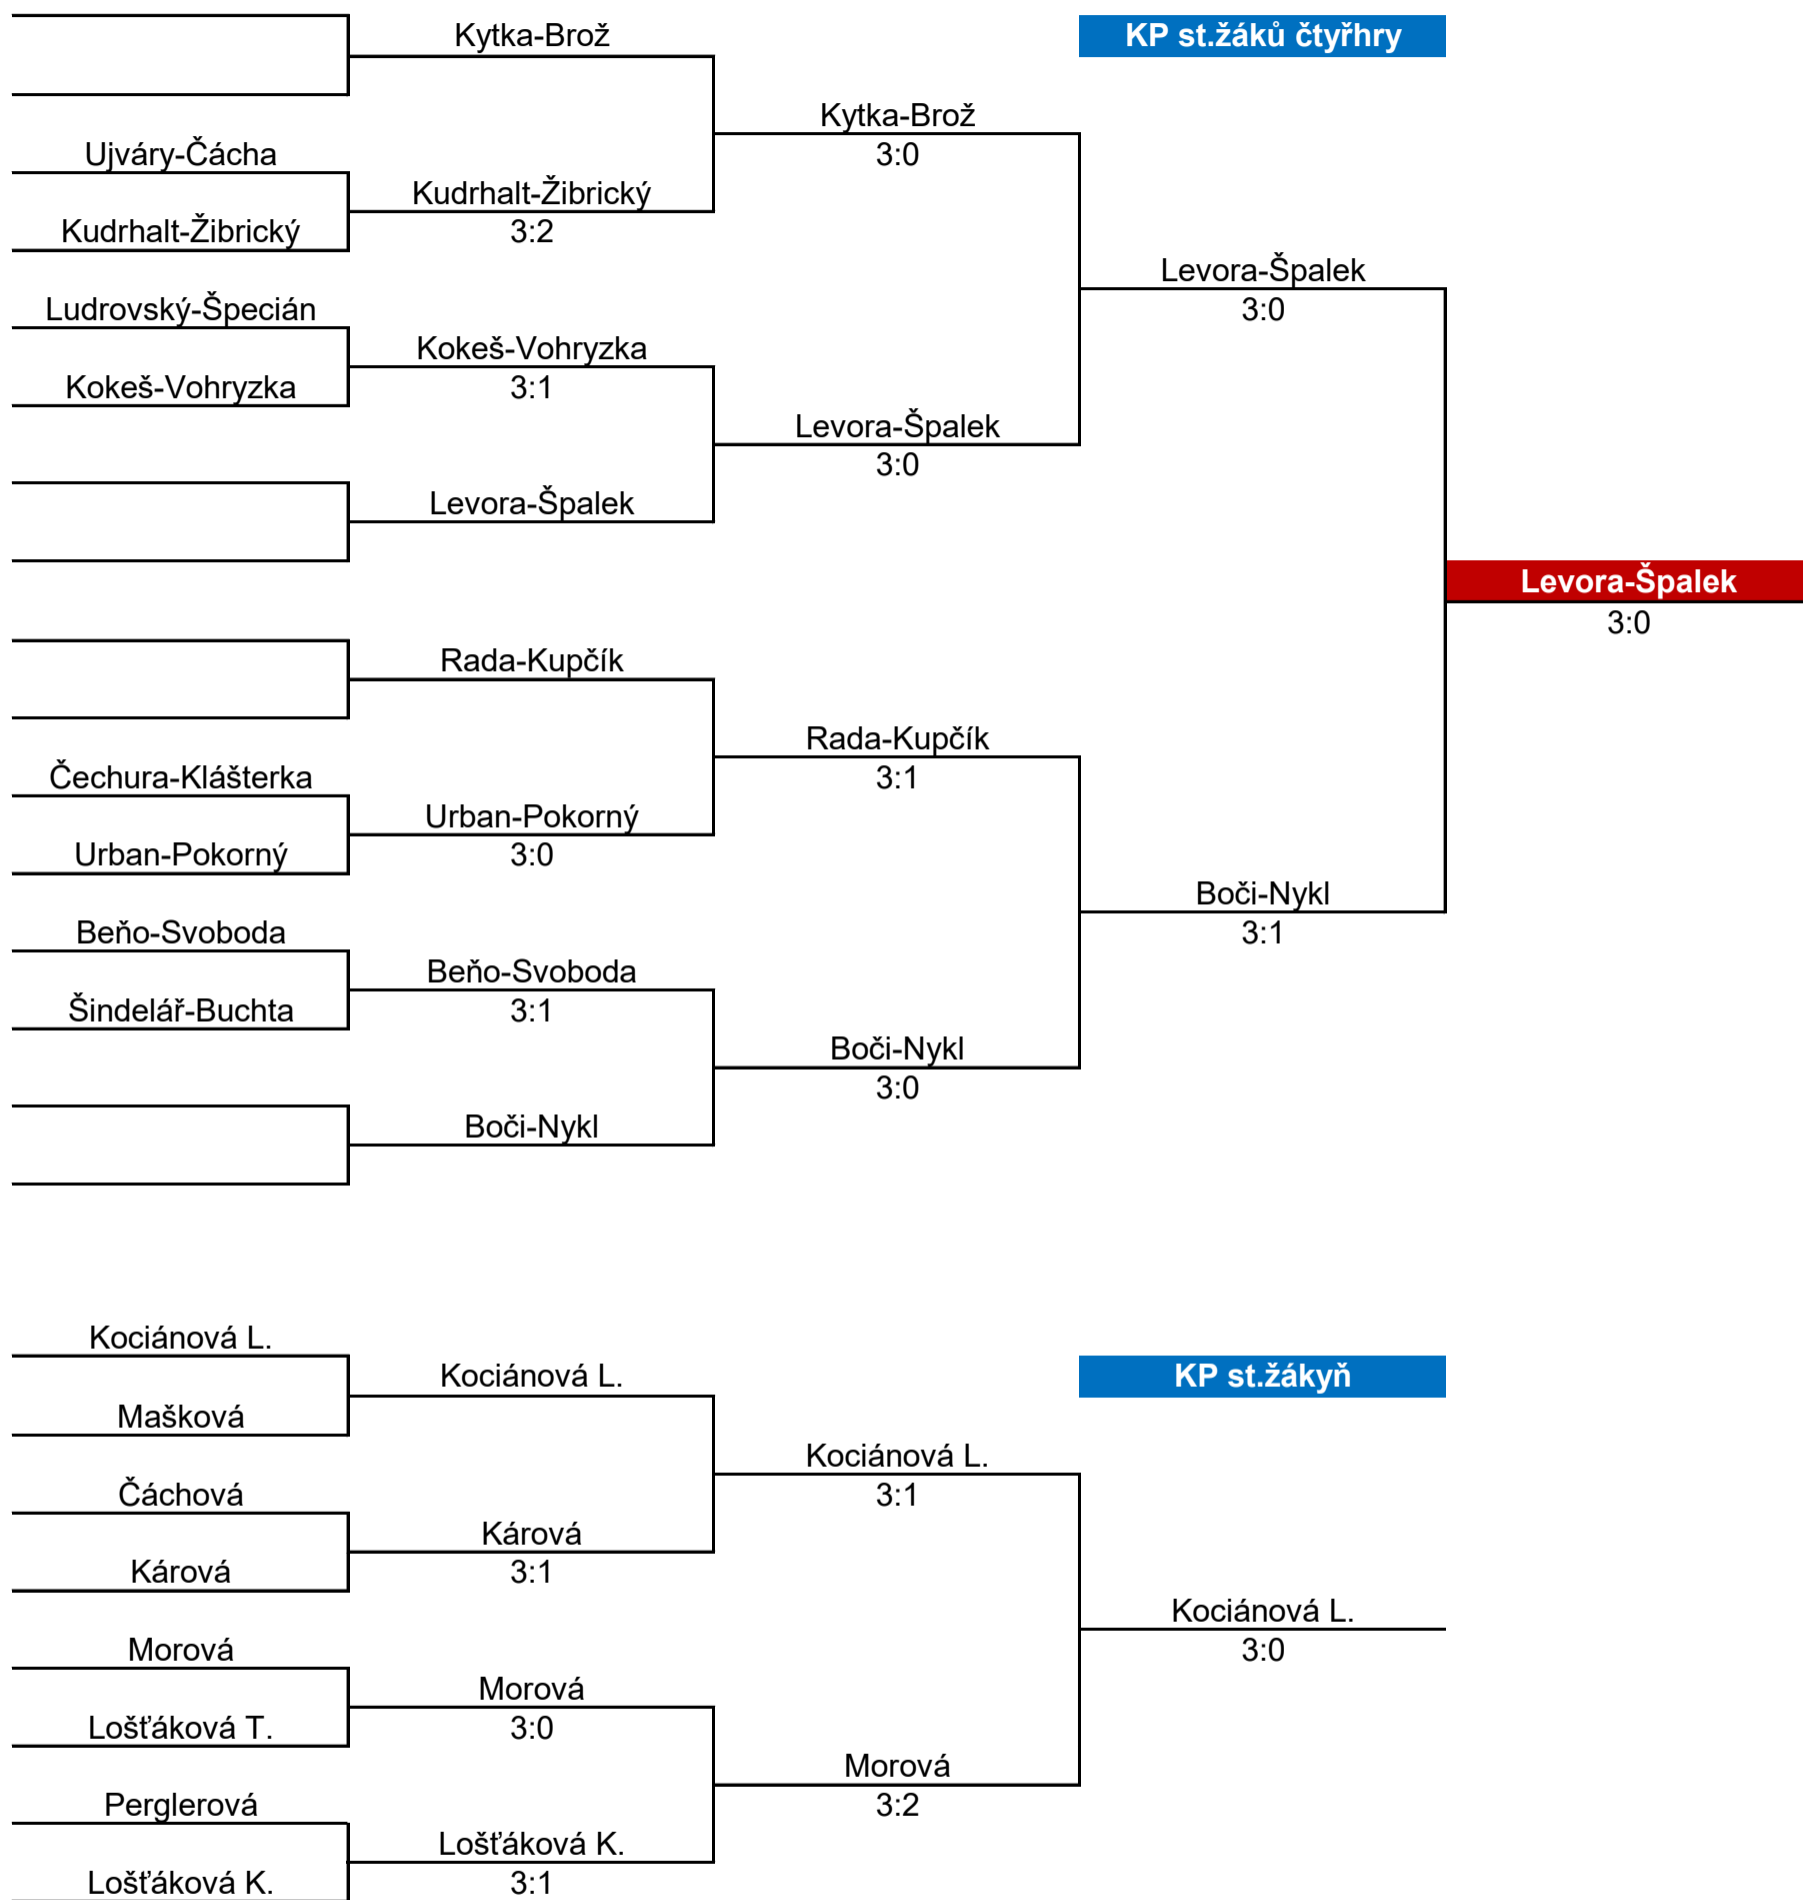 Kytka-Brož
KP st.žáků čtyřhry
Kytka-Brož
Ujváry-Čácha
3:0
Kudrhalt-Žibrický
Kudrhalt-Žibrický
3:2
Levora-Špalek
Ludrovský-Špecián
3:0
Kokeš-Vohryzka
Kokeš-Vohryzka
3:1
Levora-Špalek
3:0
Levora-Špalek
Levora-Špalek
3:0
Rada-Kupčík
Rada-Kupčík
Čechura-Klášterka
3:1
Urban-Pokorný
Urban-Pokorný
3:0
Boči-Nykl
Beňo-Svoboda
3:1
Beňo-Svoboda
Šindelář-Buchta
3:1
Boči-Nykl
3:0
Boči-Nykl
Kociánová L.
Kociánová L.
KP st.žákyň
Mašková
Kociánová L.
Čáchová
3:1
Kárová
Kárová
3:1
Kociánová L.
Morová
3:0
Morová
Lošťáková T.
3:0
Morová
Perglerová
3:2
Lošťáková K.
Lošťáková K.
3:1